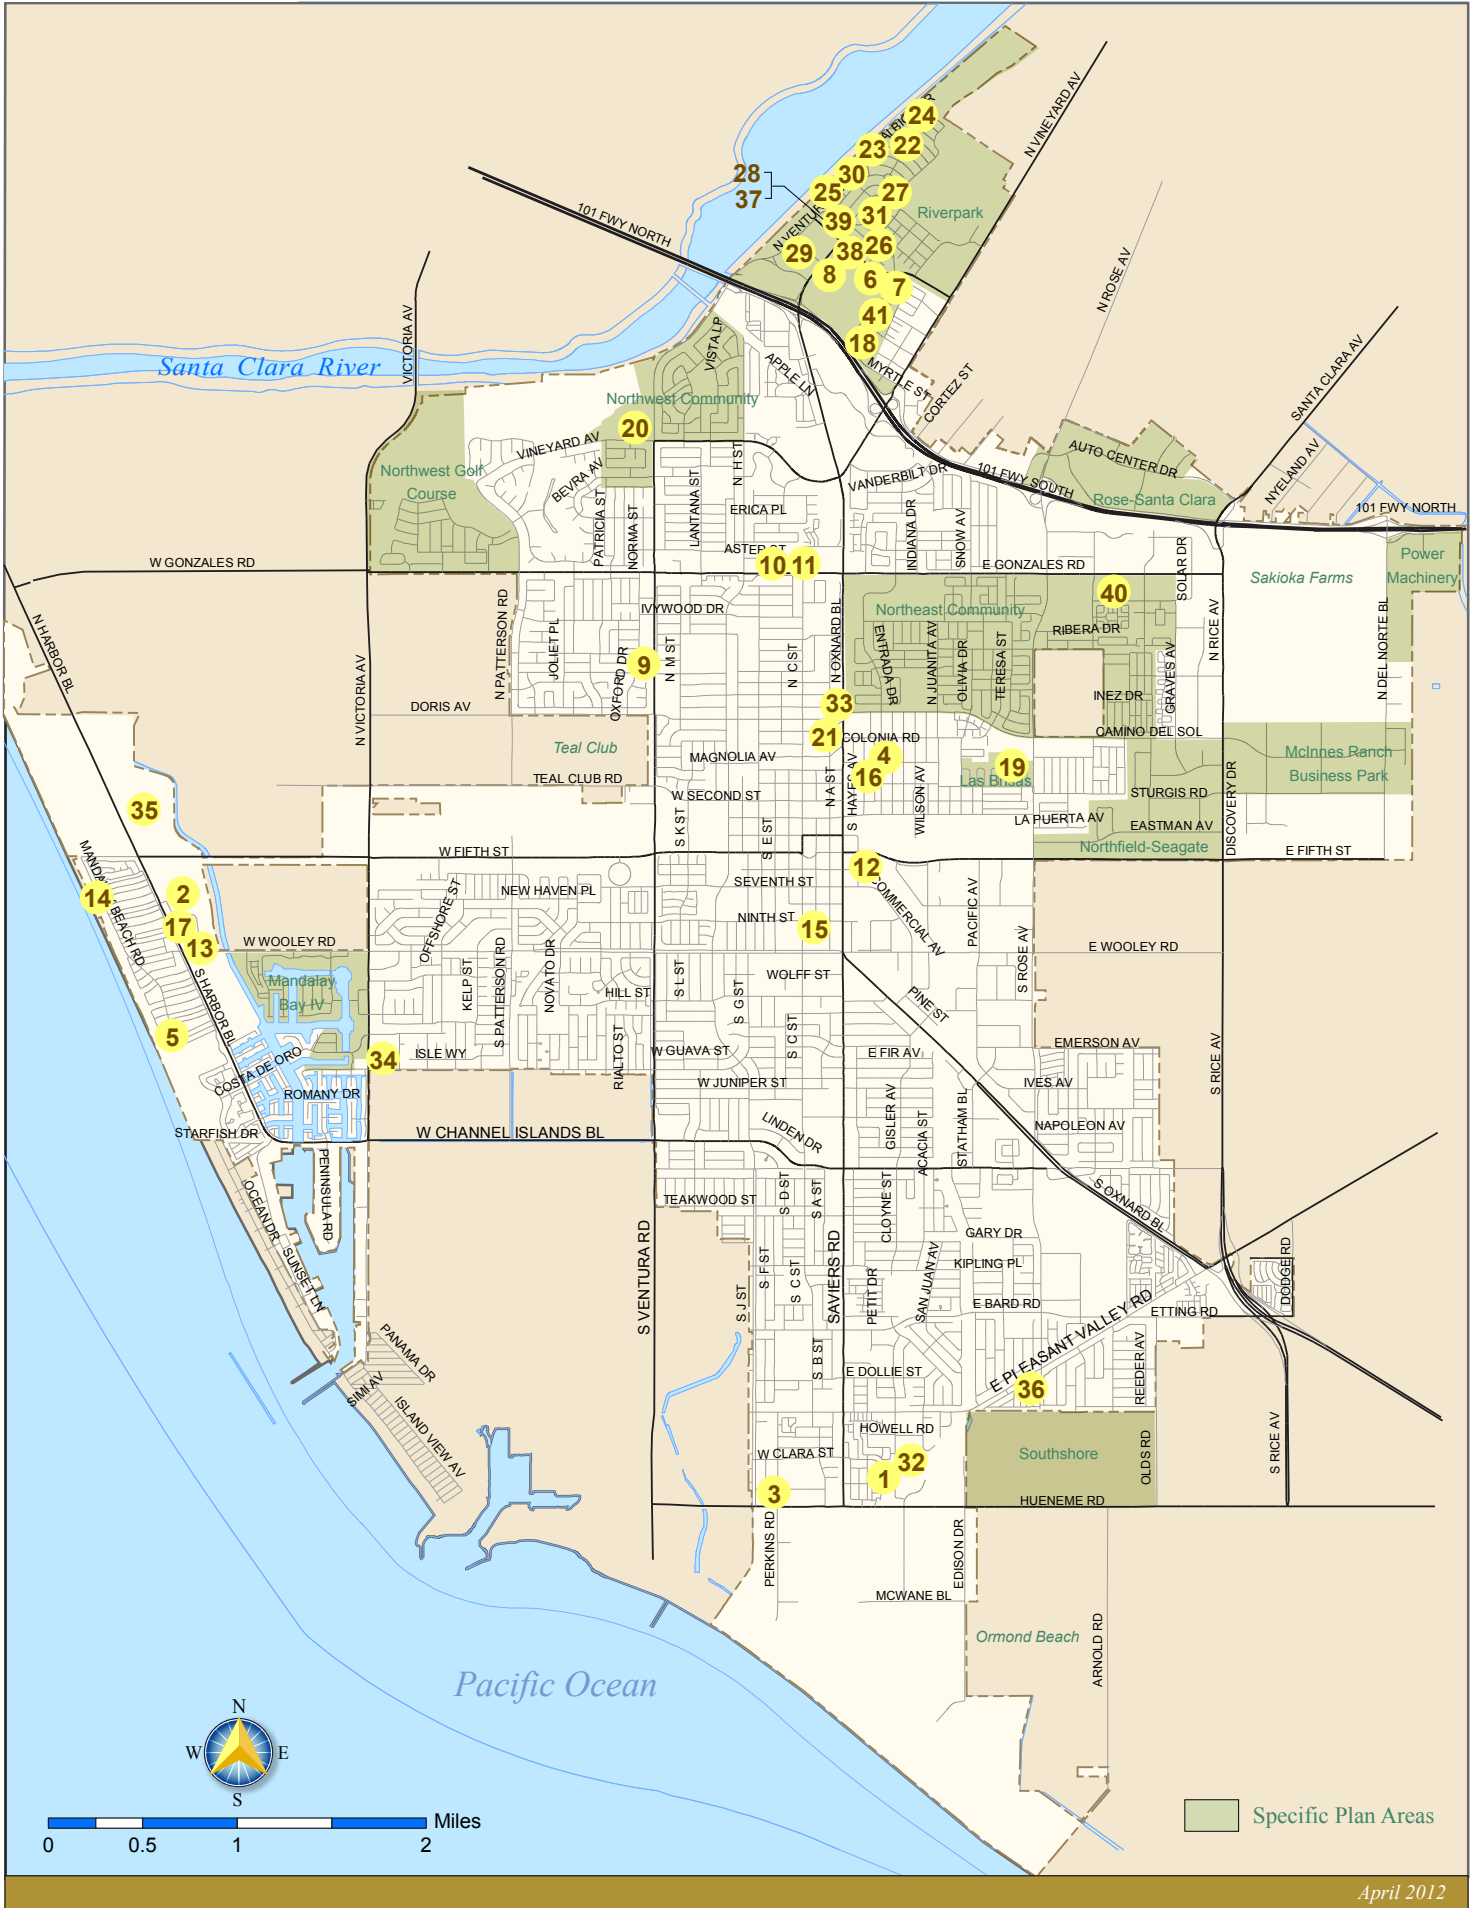 24
ALBI
R
23
22
N VINEYARD AV
28
37
30
25
27
N VENTUR
39
31
Riverpark
101 FWY NORTH
29
38
26
8
6
7
N ROSE AV
41
18
VICTORIA AV
VISTA LP
APPLE LN
MYRTLE ST
CORTEZ ST
SANTA CLARA AV
Santa Clara River
Northwest Community
20
VINEYARD AV
BEVRA AV
Northwest Golf
Course
N H ST
LANTANA ST
PATRICIA ST
NORMA ST
ERICA PL
VANDERBILT DR
101 FWY SOUTH
AUTO CENTER DR
Rose-Santa Clara
NYELAND AV
101 FWY NORTH
INDIANA DR
SNOW AV
ASTER ST
W GONZALES RD
10
11
E GONZALES RD
SOLAR DR
Sakioka Farms
Power
Machinery
40
N HARBOR BL
N PATTERSON RD
IVYWOOD DR
Northeast Community
RIBERA DR
N RICE AV
N DEL NORTE BL
JOLIET PL
OXFORD DR
9
N M ST
N C ST
N OXNARD BL
ENTRADA DR
N JUANITA AV
OLIVIA DR
TERESA ST
GRAVES AV
INEZ DR
N VICTORIA AV
DORIS AV
33
21
COLONIA RD
CAMINO DEL SOL
Teal Club
MAGNOLIA AV
4
McInnes Ranch
Business Park
TEAL CLUB RD
16
19
Las Brisas
W SECOND ST
N A ST
S HAYES AV
WILSON AV
STURGIS RD
35
S K ST
S E ST
LA PUERTA AV
EASTMAN AV
DISCOVERY DR
MANDALAY BEACH RD
W FIFTH ST
Northfield-Seagate
E FIFTH ST
12
14
2
NEW HAVEN PL
SEVENTH ST
COMMERCIAL AV
OFFSHORE ST
PACIFIC AV
17
NINTH ST
15
13
W WOOLEY RD
E WOOLEY RD
S HARBOR BL
Mandalay
Bay IV
KELP ST
S PATTERSON RD
NOVATO DR
HILL ST
S L ST
S G ST
WOLFF ST
S ROSE AV
PINE ST
5
34
COSTA DE ORO
ISLE WY
RIALTO ST
W GUAVA ST
S C ST
E FIR AV
EMERSON AV
S RICE AV
ROMANY DR
W JUNIPER ST
IVES AV
GISLER AV
ACACIA ST
STATHAM BL
STARFISH DR
W CHANNEL ISLANDS BL
LINDEN DR
NAPOLEON AV
PENINSULA RD
OCEAN DR
TEAKWOOD ST
S D ST
S A ST
CLOYNE ST
S OXNARD BL
SUNSET LN
GARY DR
S VENTURA RD
S F ST
S C ST
SAVIERS RD
KIPLING PL
DODGE RD
S J ST
PETIT DR
SAN JUAN AV
E BARD RD
ETTING RD
PANAMA DR
SIMI AV
S B ST
E DOLLIE ST
E PLEASANT VALLEY RD
REEDER AV
36
ISLAND VIEW AV
HOWELL RD
W CLARA ST
Southshore
OLDS RD
S RICE AV
32
1
3
HUENEME RD
PERKINS RD
EDISON DR
MCWANE BL
Ormond Beach
ARNOLD RD
Pacific Ocean
N
W
E
S
Miles
0
0.5
1
2
Specific Plan Areas
April 2012